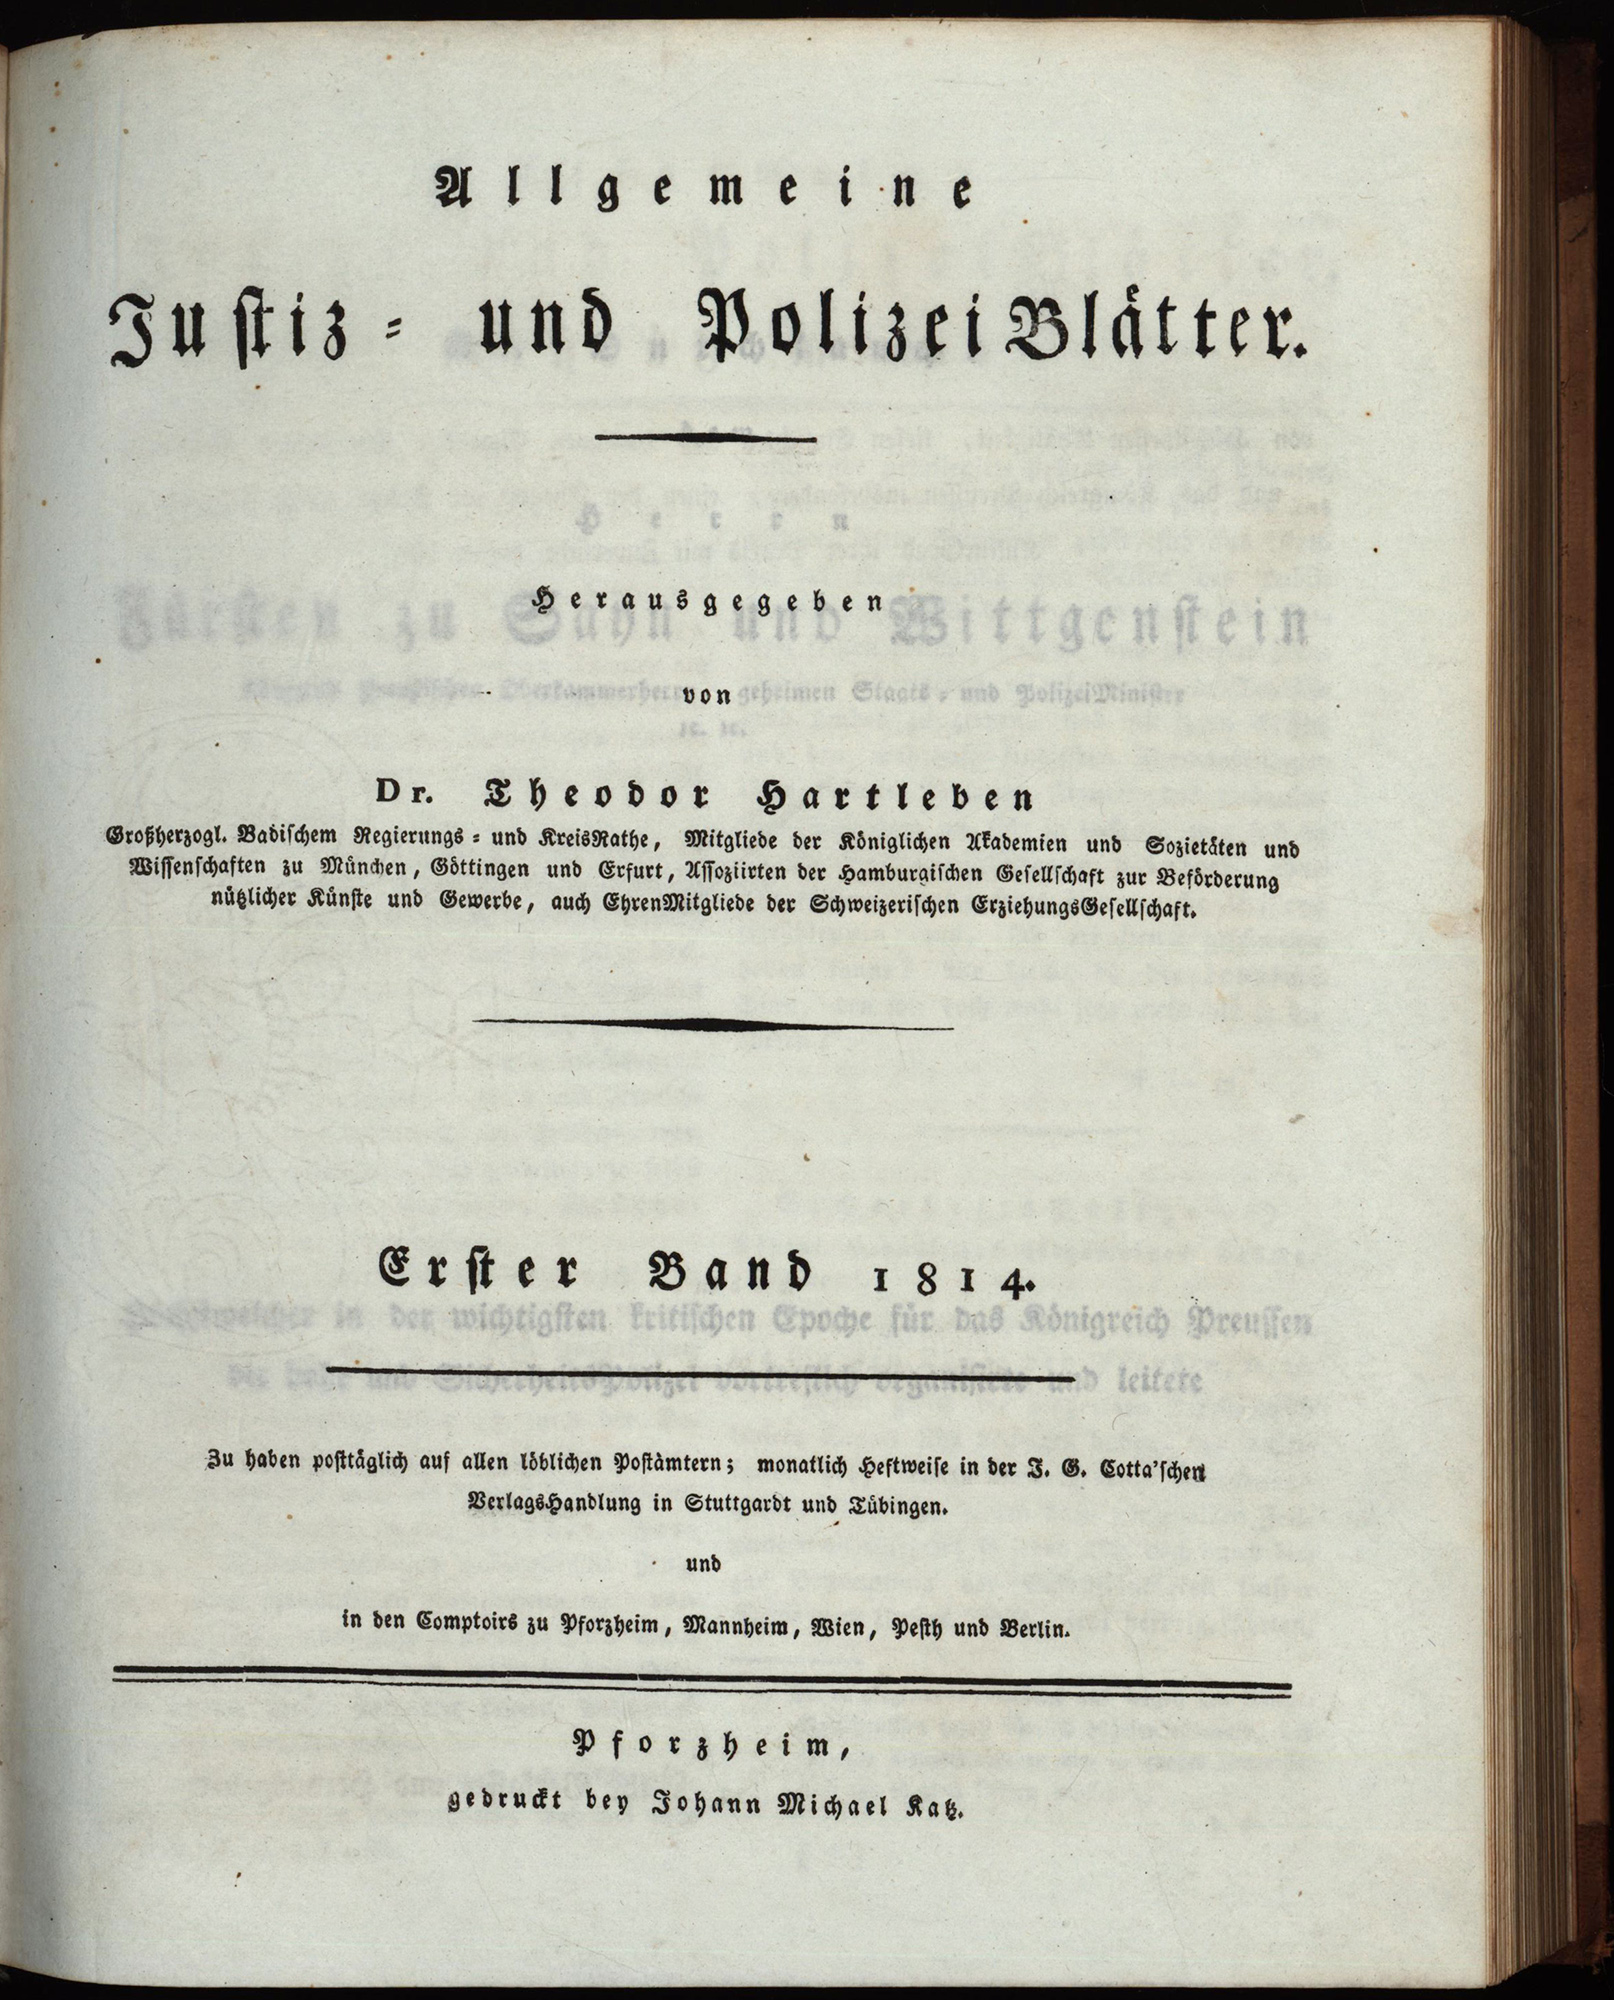 Allgemeine
Justiz- und PolizeiBlätter.
Herausgegeben
von
Dr. Theodor Hartleben
Großherzogl. Badischem Regierungs- und KreisRathe, Mitgliede der Königlichen Akademien und Sozietäten und
Wissenschaften zu München, Göttingen und Erfurt, Assoziirten der Hamburgischen Gesellschaft zur Beförderung
nützlicher Künste und Gewerbe, auch EhrenMitgliede der Schweizerischen ErziehungsGesellschaft.
Erster Band 1814.
Zu haben posttäglich auf allen löblichen Postämtern; monatlich Heftweise in der J. G. Cotta'schen
VerlagsHandlung in Stuttgardt und Tübingen.
und
in den Comptoirs zu Pforzheim, Mannheim, Wien, Pesth und Berlin.
Pforzheim,
gedruckt bey Johann Michael Katz.